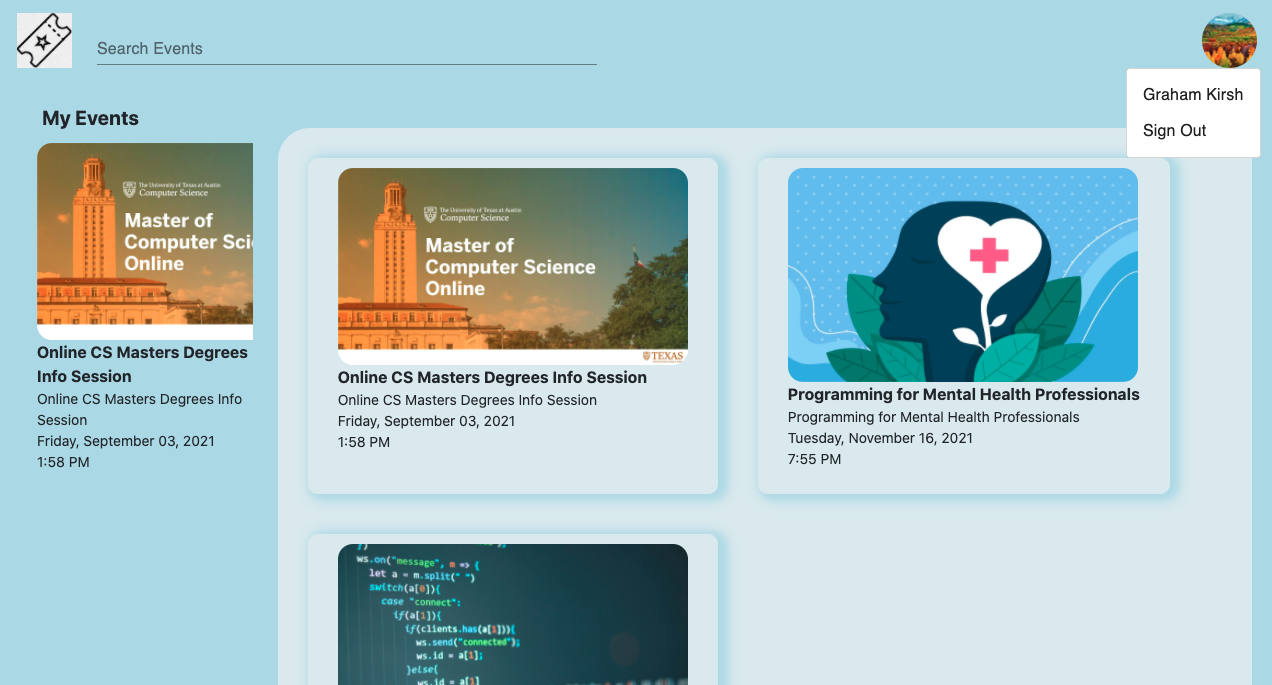 Search Events
Graham Kirsh
Sign Out
My Events
The University of Texas at Austin
Computer Science
Master of
Computer Sci
Online
Online CS Masters Degrees
Info Session
Online CS Masters Degrees Info
Session
Friday, September 03, 2021
1:58 PM
The University of Texas at Austin
Computer Science
Master of
Computer Science
Online
TEXAS
Online CS Masters Degrees Info Session
Online CS Masters Degrees Info Session
Friday, September 03, 2021
1:58 PM
Programming for Mental Health Professionals
Programming for Mental Health Professionals
Tuesday, November 16, 2021
7:55 PM
ws.on("message", m => {
let a = m.split(" ")
switch(a[0]){
case "connect":
if(a[1]){
if(clients.has(a[1])){
ws.send("connected");
ws.id = a[1];
}else{
ws.id = a[1]